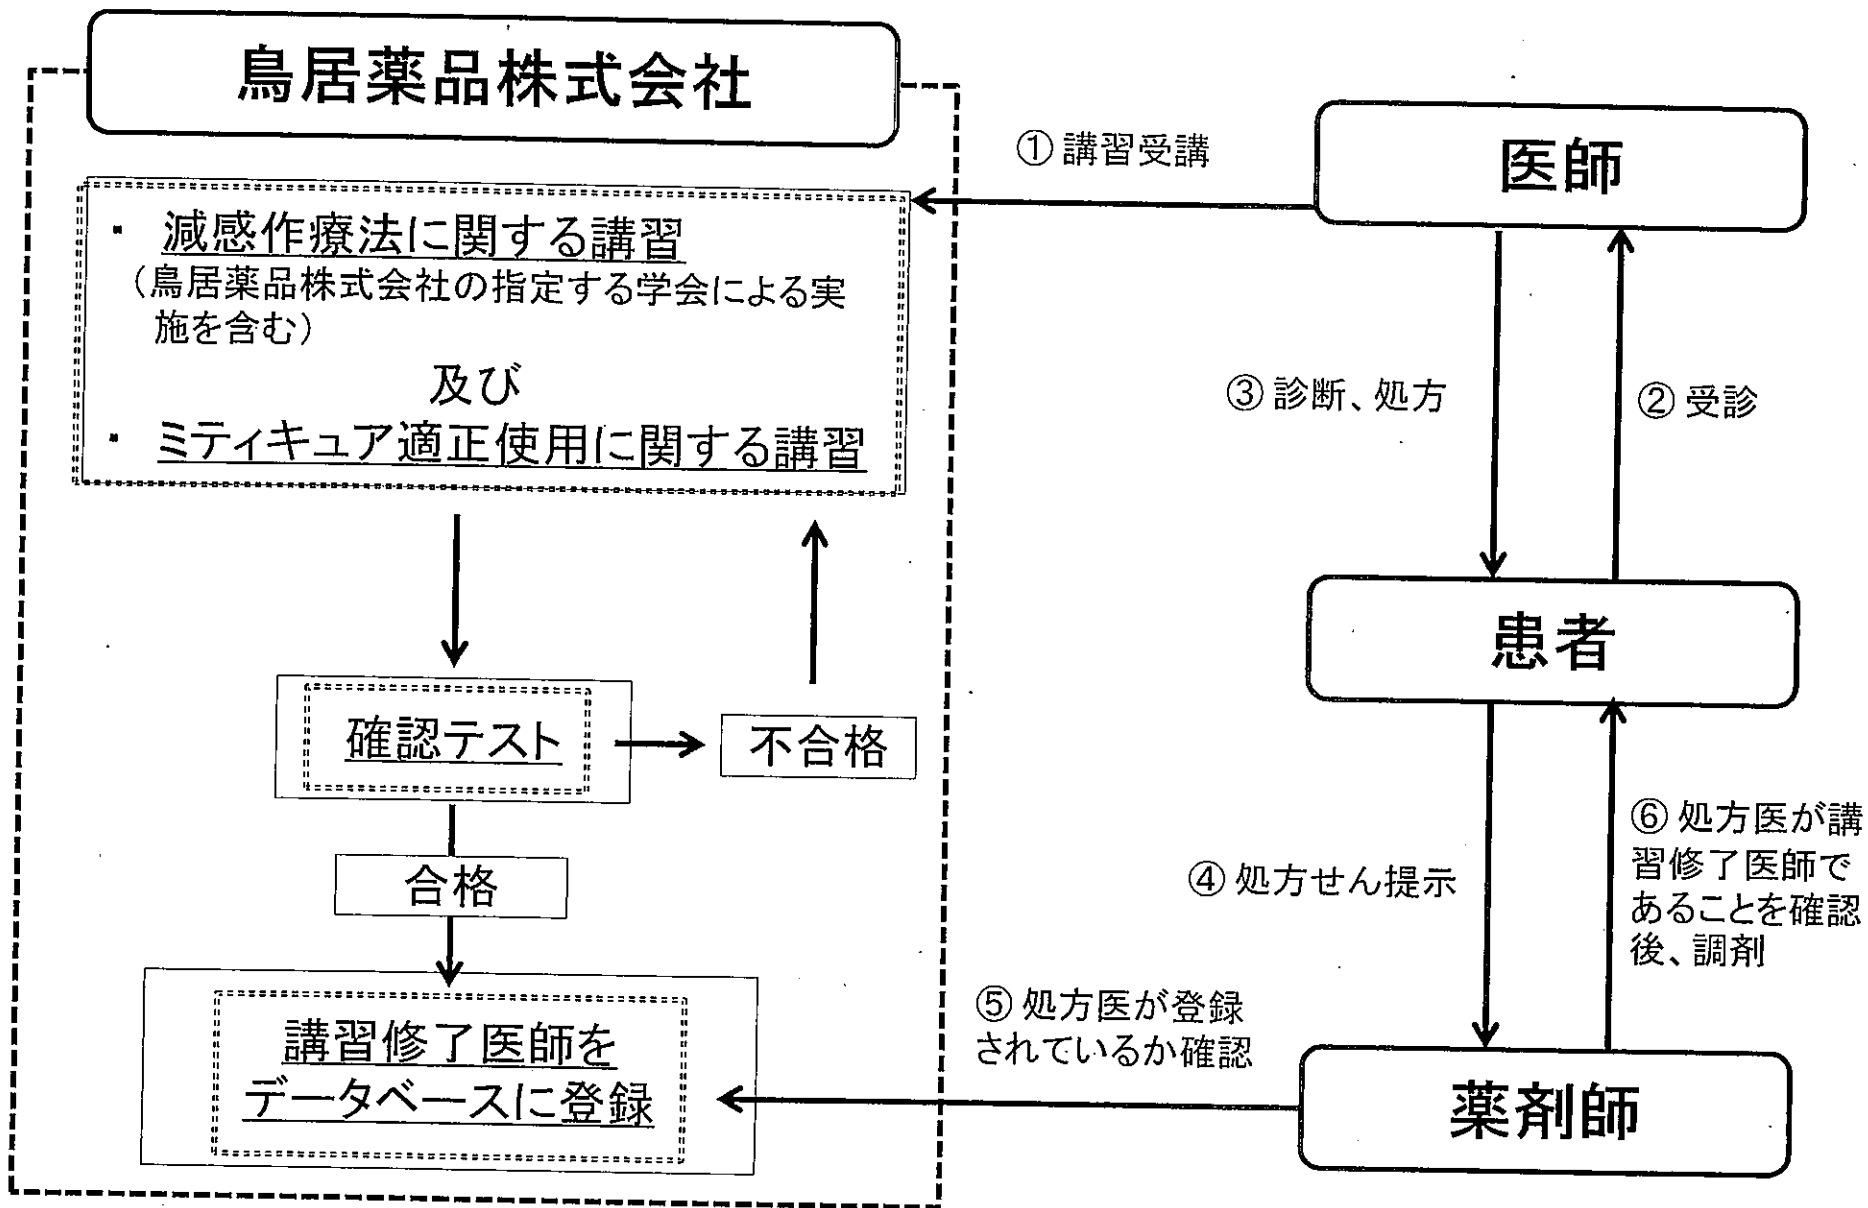 鳥居薬品株式会社
・ 減感作療法に関する講習
（鳥居薬品株式会社の指定する学会による実
施を含む）
及び
・ ミティキュア適正使用に関する講習
確認テスト
不合格
合格
講習修了医師を
データベースに登録
① 講習受講
医師
③ 診断、処方
② 受診
患者
④ 処方せん提示
⑥ 処方医が講
習修了医師で
あることを確認
後、調剤
⑤ 処方医が登録
されているか確認
薬剤師